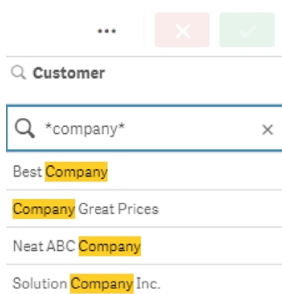 Customer
*company*
Best Company
Company Great Prices
Neat ABC Company
Solution Company Inc.